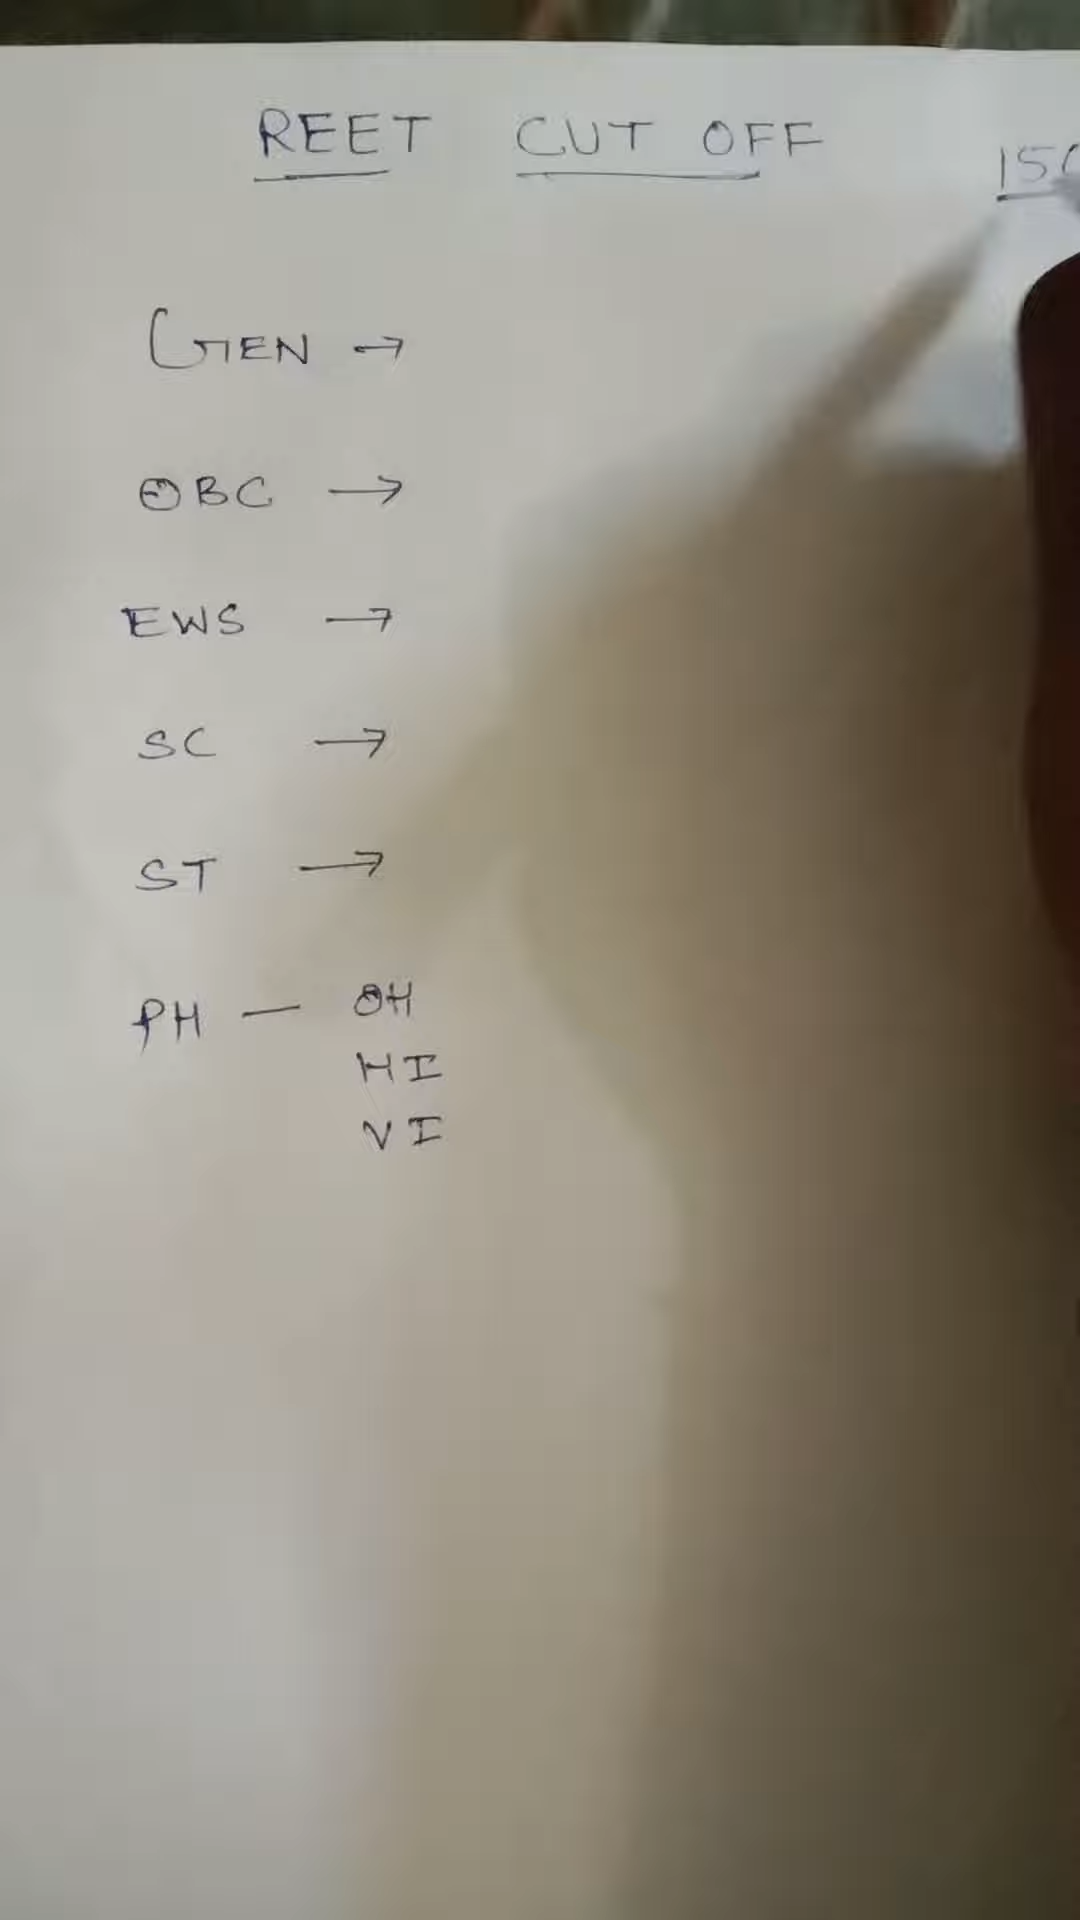 REET CUT OFF
GEN →
OBC →
EWS →
SC →
ST →
PH — OH
HI
VI